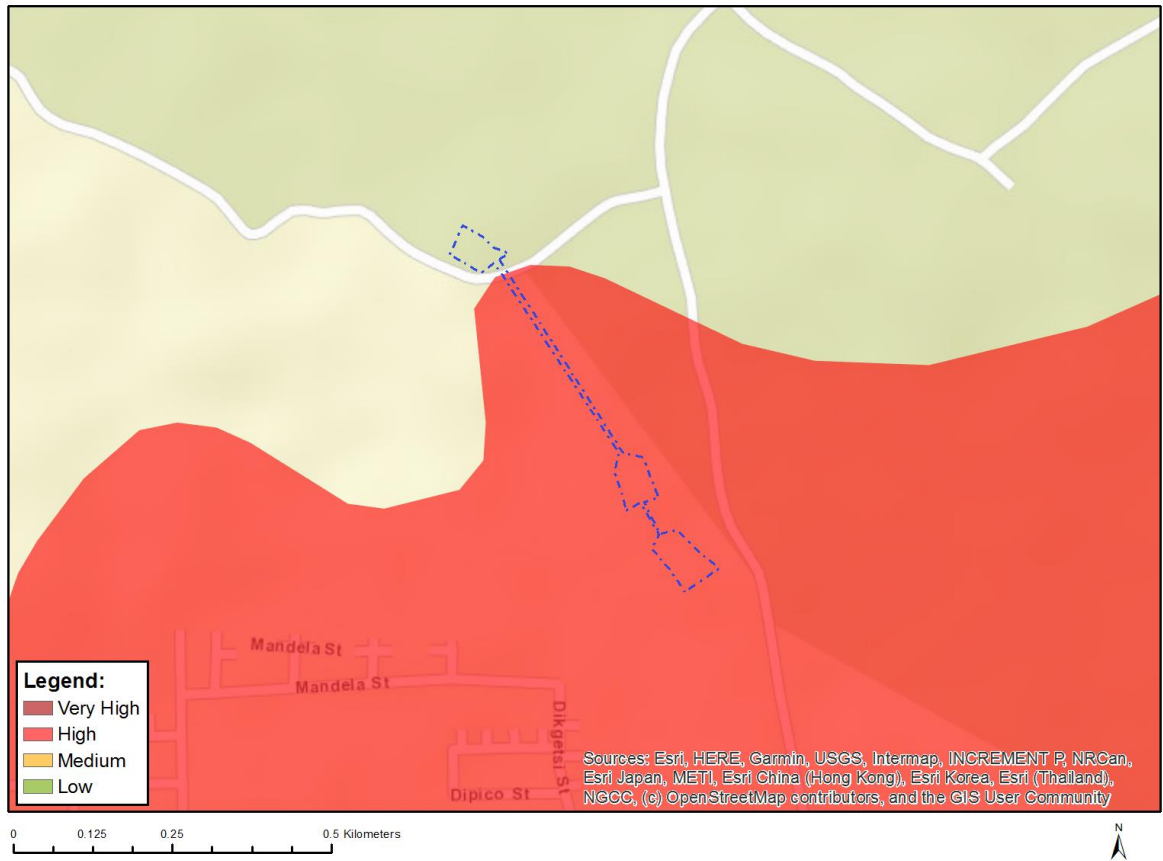 Mandela St
Mandela St
Dikgetsi St
Dipico St
Legend:
Very High
High
Medium
Low
Sources: Esri, HERE, Garmin, USGS, Intermap, INCREMENT P, NRCan,
Esri Japan, METI, Esri China (Hong Kong), Esri Korea, Esri (Thailand),
NGCC, (c) OpenStreetMap contributors, and the GIS User Community
0 0.125 0.25 0.5 Kilometers
N